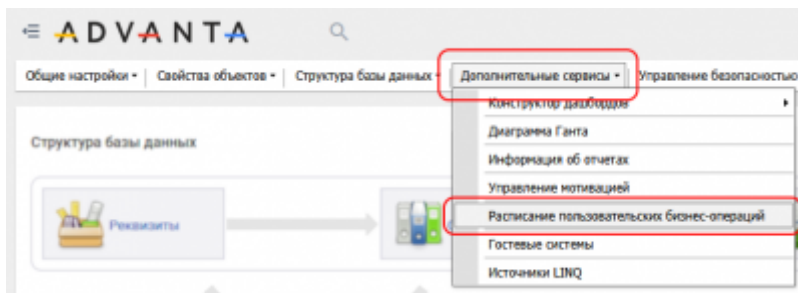 ADVANTA
Общие настройки Свойства объектов Структура базы данных Дополнительные сервисы Управление безопасностью
Конструктор дашбордов
Диаграмма Ганта
Структура базы данных
Информация об отчетах
Управление мотивацией
Расписание пользовательских бизнес-операций
Реквизиты
Гостевые системы
Источники LINQ